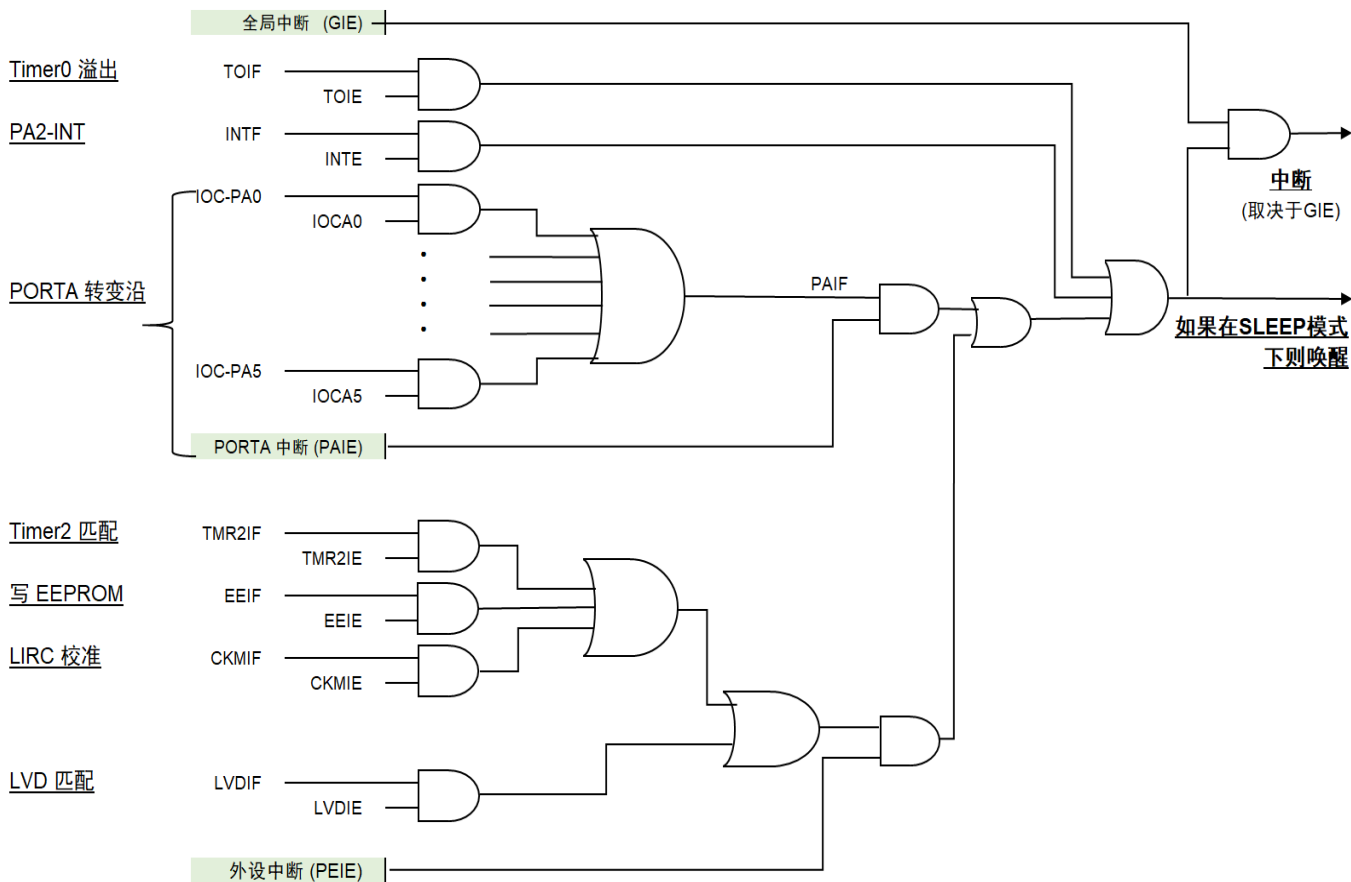 全局中断 (GIE)
Timer0 溢出
TOIF
TOIE
PA2-INT
INTF
INTE
中断
(取决于GIE)
IOC-PA0
IOCA0
PORTA 转变沿
PAIF
如果在SLEEP模式
下则唤醒
IOC-PA5
IOCA5
PORTA 中断 (PAIE)
Timer2 匹配
TMR2IF
TMR2IE
写 EEPROM
EEIF
EEIE
LIRC 校准
CKMIF
CKMIE
LVD 匹配
LVDIF
LVDIE
外设中断 (PEIE)